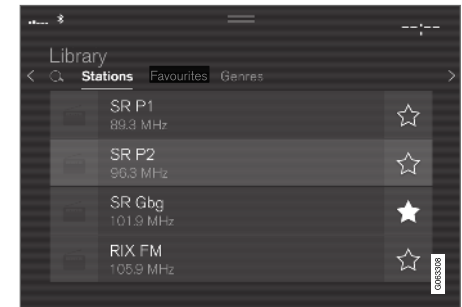 --:--
Library
Stations Favourites Genres
SR P1
89.3 MHz
SR P2
96.3 MHz
SR Gbg
101.9 MHz
RIX FM
105.9 MHz
G063308